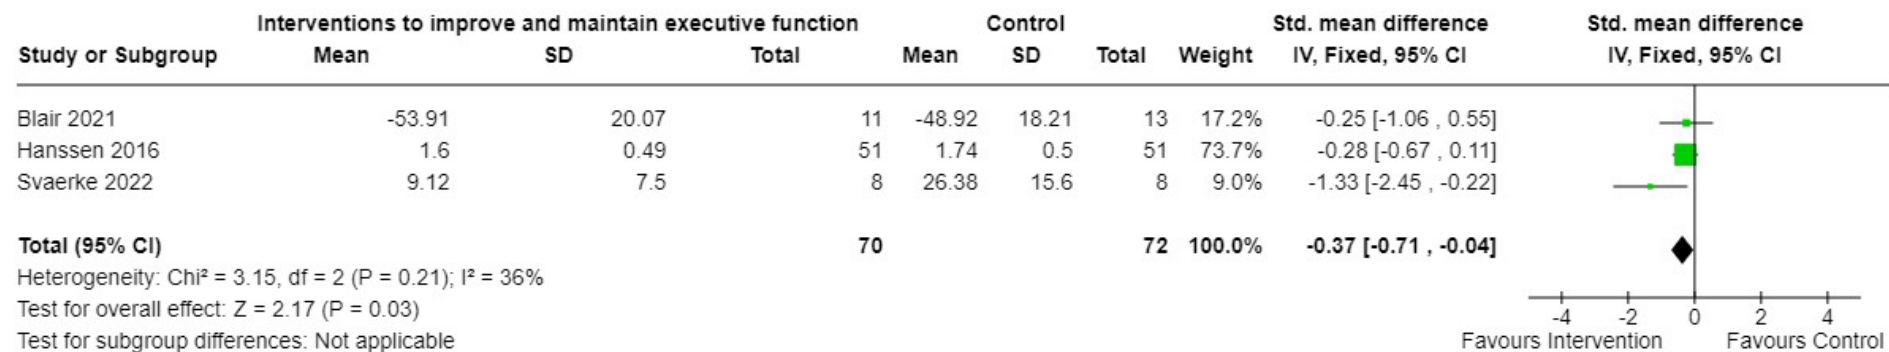 Interventions to improve and maintain executive function Control Std. mean difference Std. mean difference
Study or Subgroup Mean SD Total Mean SD Total Weight IV, Fixed, 95% CI IV, Fixed, 95% CI
Blair 2021 -53.91 20.07 11 -48.92 18.21 13 17.2% -0.25 [-1.06 , 0.55]
Hanssen 2016 1.6 0.49 51 1.74 0.5 51 73.7% -0.28 [-0.67 , 0.11]
Svaerke 2022 9.12 7.5 8 26.38 15.6 8 9.0% -1.33 [-2.45 , -0.22]
Total (95% CI) 70 72 100.0% -0.37 [-0.71 , -0.04]
Heterogeneity: Chi² = 3.15, df = 2 (P = 0.21); I² = 36%
Test for overall effect: Z = 2.17 (P = 0.03)
-4 -2 0 2 4
Test for subgroup differences: Not applicable Favours Intervention Favours Control